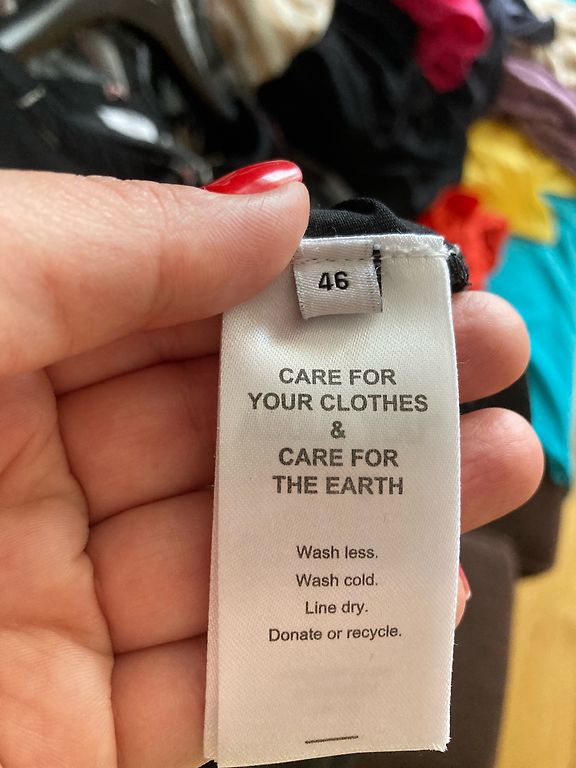 46
CARE FOR
YOUR CLOTHES
&
CARE FOR
THE EARTH
Wash less.
Wash cold.
Line dry.
Donate or recycle.